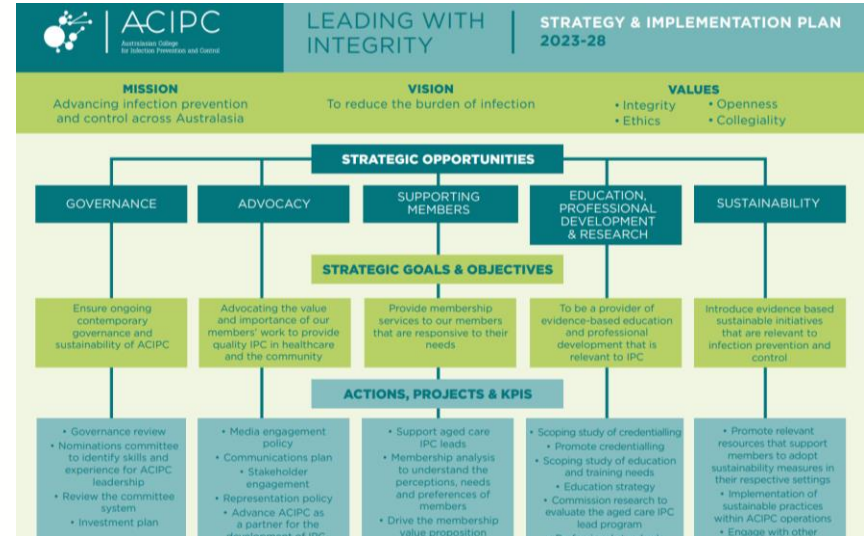 ACIPC
Australasian College
for Infection Prevention and Control
LEADING WITH
INTEGRITY
STRATEGY & IMPLEMENTATION PLAN
2023-28
MISSION
Advancing infection prevention
and control across Australasia
VISION
To reduce the burden of infection
VALUES
• Integrity
• Ethics
• Openness
• Collegiality
STRATEGIC OPPORTUNITIES
GOVERNANCE
ADVOCACY
SUPPORTING
MEMBERS
EDUCATION,
PROFESSIONAL
DEVELOPMENT
& RESEARCH
SUSTAINABILITY
STRATEGIC GOALS & OBJECTIVES
Ensure ongoing
contemporary
governance and
sustainability of ACIPC
Advocating the value
and importance of our
members' work to provide
quality IPC in healthcare
and the community
Provide membership
services to our members
that are responsive to their
needs
To be a provider of
evidence-based education
and professional
development that is
relevant to IPC
Introduce evidence based
sustainable initiatives
that are relevant to
infection prevention and
control
ACTIONS, PROJECTS & KPIS
• Governance review
• Nominations committee
to identify skills and
experience for ACIPC
leadership
• Review the committee
system
• Investment plan
• Media engagement
policy
• Communications plan
• Stakeholder
engagement
• Representation policy
• Advance ACIPC as
a partner for the
development of IPC
• Support aged care
IPC leads
• Membership analysis
to understand the
perceptions, needs
and preferences of
members
• Drive the membership
value proposition
• Scoping study of credentialling
• Promote credentialling
• Scoping study of education
and training needs
• Education strategy
• Commission research to
evaluate the aged care IPC
lead program
• Promote relevant
resources that support
members to adopt
sustainability measures in
their respective settings
• Implementation of
sustainable practices
within ACIPC operations
• Engage with other